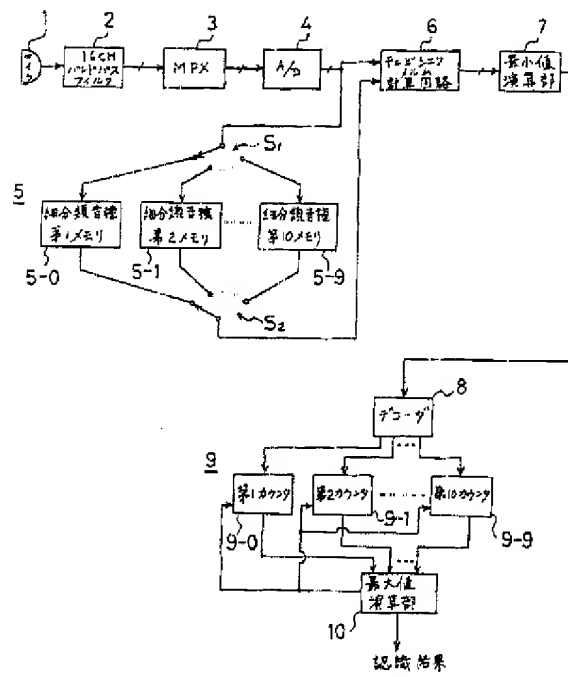 1
2
3
4
6
7
マイク
16CH
バンドパス
フィルタ
MPX
A/D
チェビシェフ
ノルム
計算回路
最小値
演算部
S1
5
細分類音標
第1メモリ
細分類音標
第2メモリ
細分類音標
第10メモリ
5-0
5-1
5-9
S2
8
デコーダ
9
第1カウンタ
第2カウンタ
第10カウンタ
9-0
9-1
9-9
最大値
演算部
10
認識結果